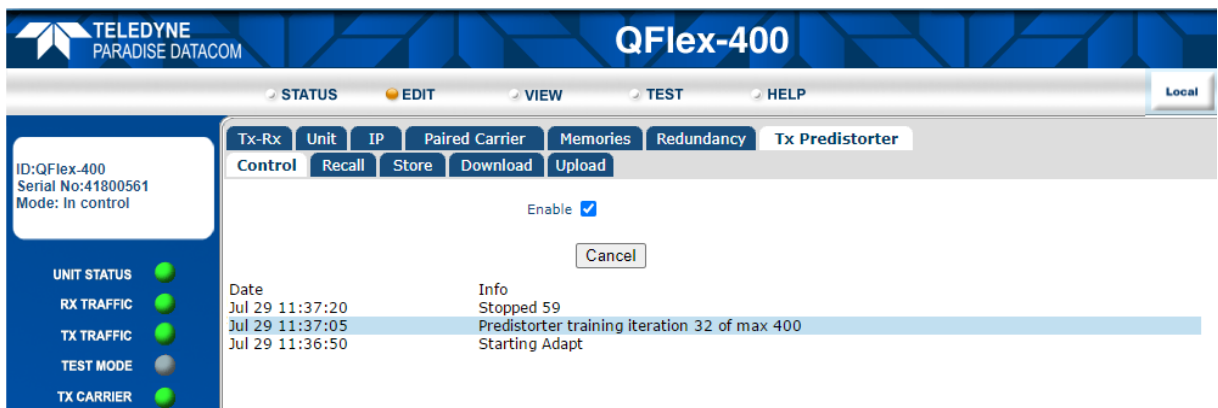 TELEDYNE
PARADISE DATACOM
QFlex-400
STATUS EDIT VIEW TEST HELP Local
Tx-Rx Unit IP Paired Carrier Memories Redundancy Tx Predistorter
Control Recall Store Download Upload
ID:QFlex-400
Serial No:41800561
Mode: In control
Enable
Cancel
UNIT STATUS
RX TRAFFIC
TX TRAFFIC
TEST MODE
TX CARRIER
Date Info
Jul 29 11:37:20 Stopped 59
Jul 29 11:37:05 Predistorter training iteration 32 of max 400
Jul 29 11:36:50 Starting Adapt